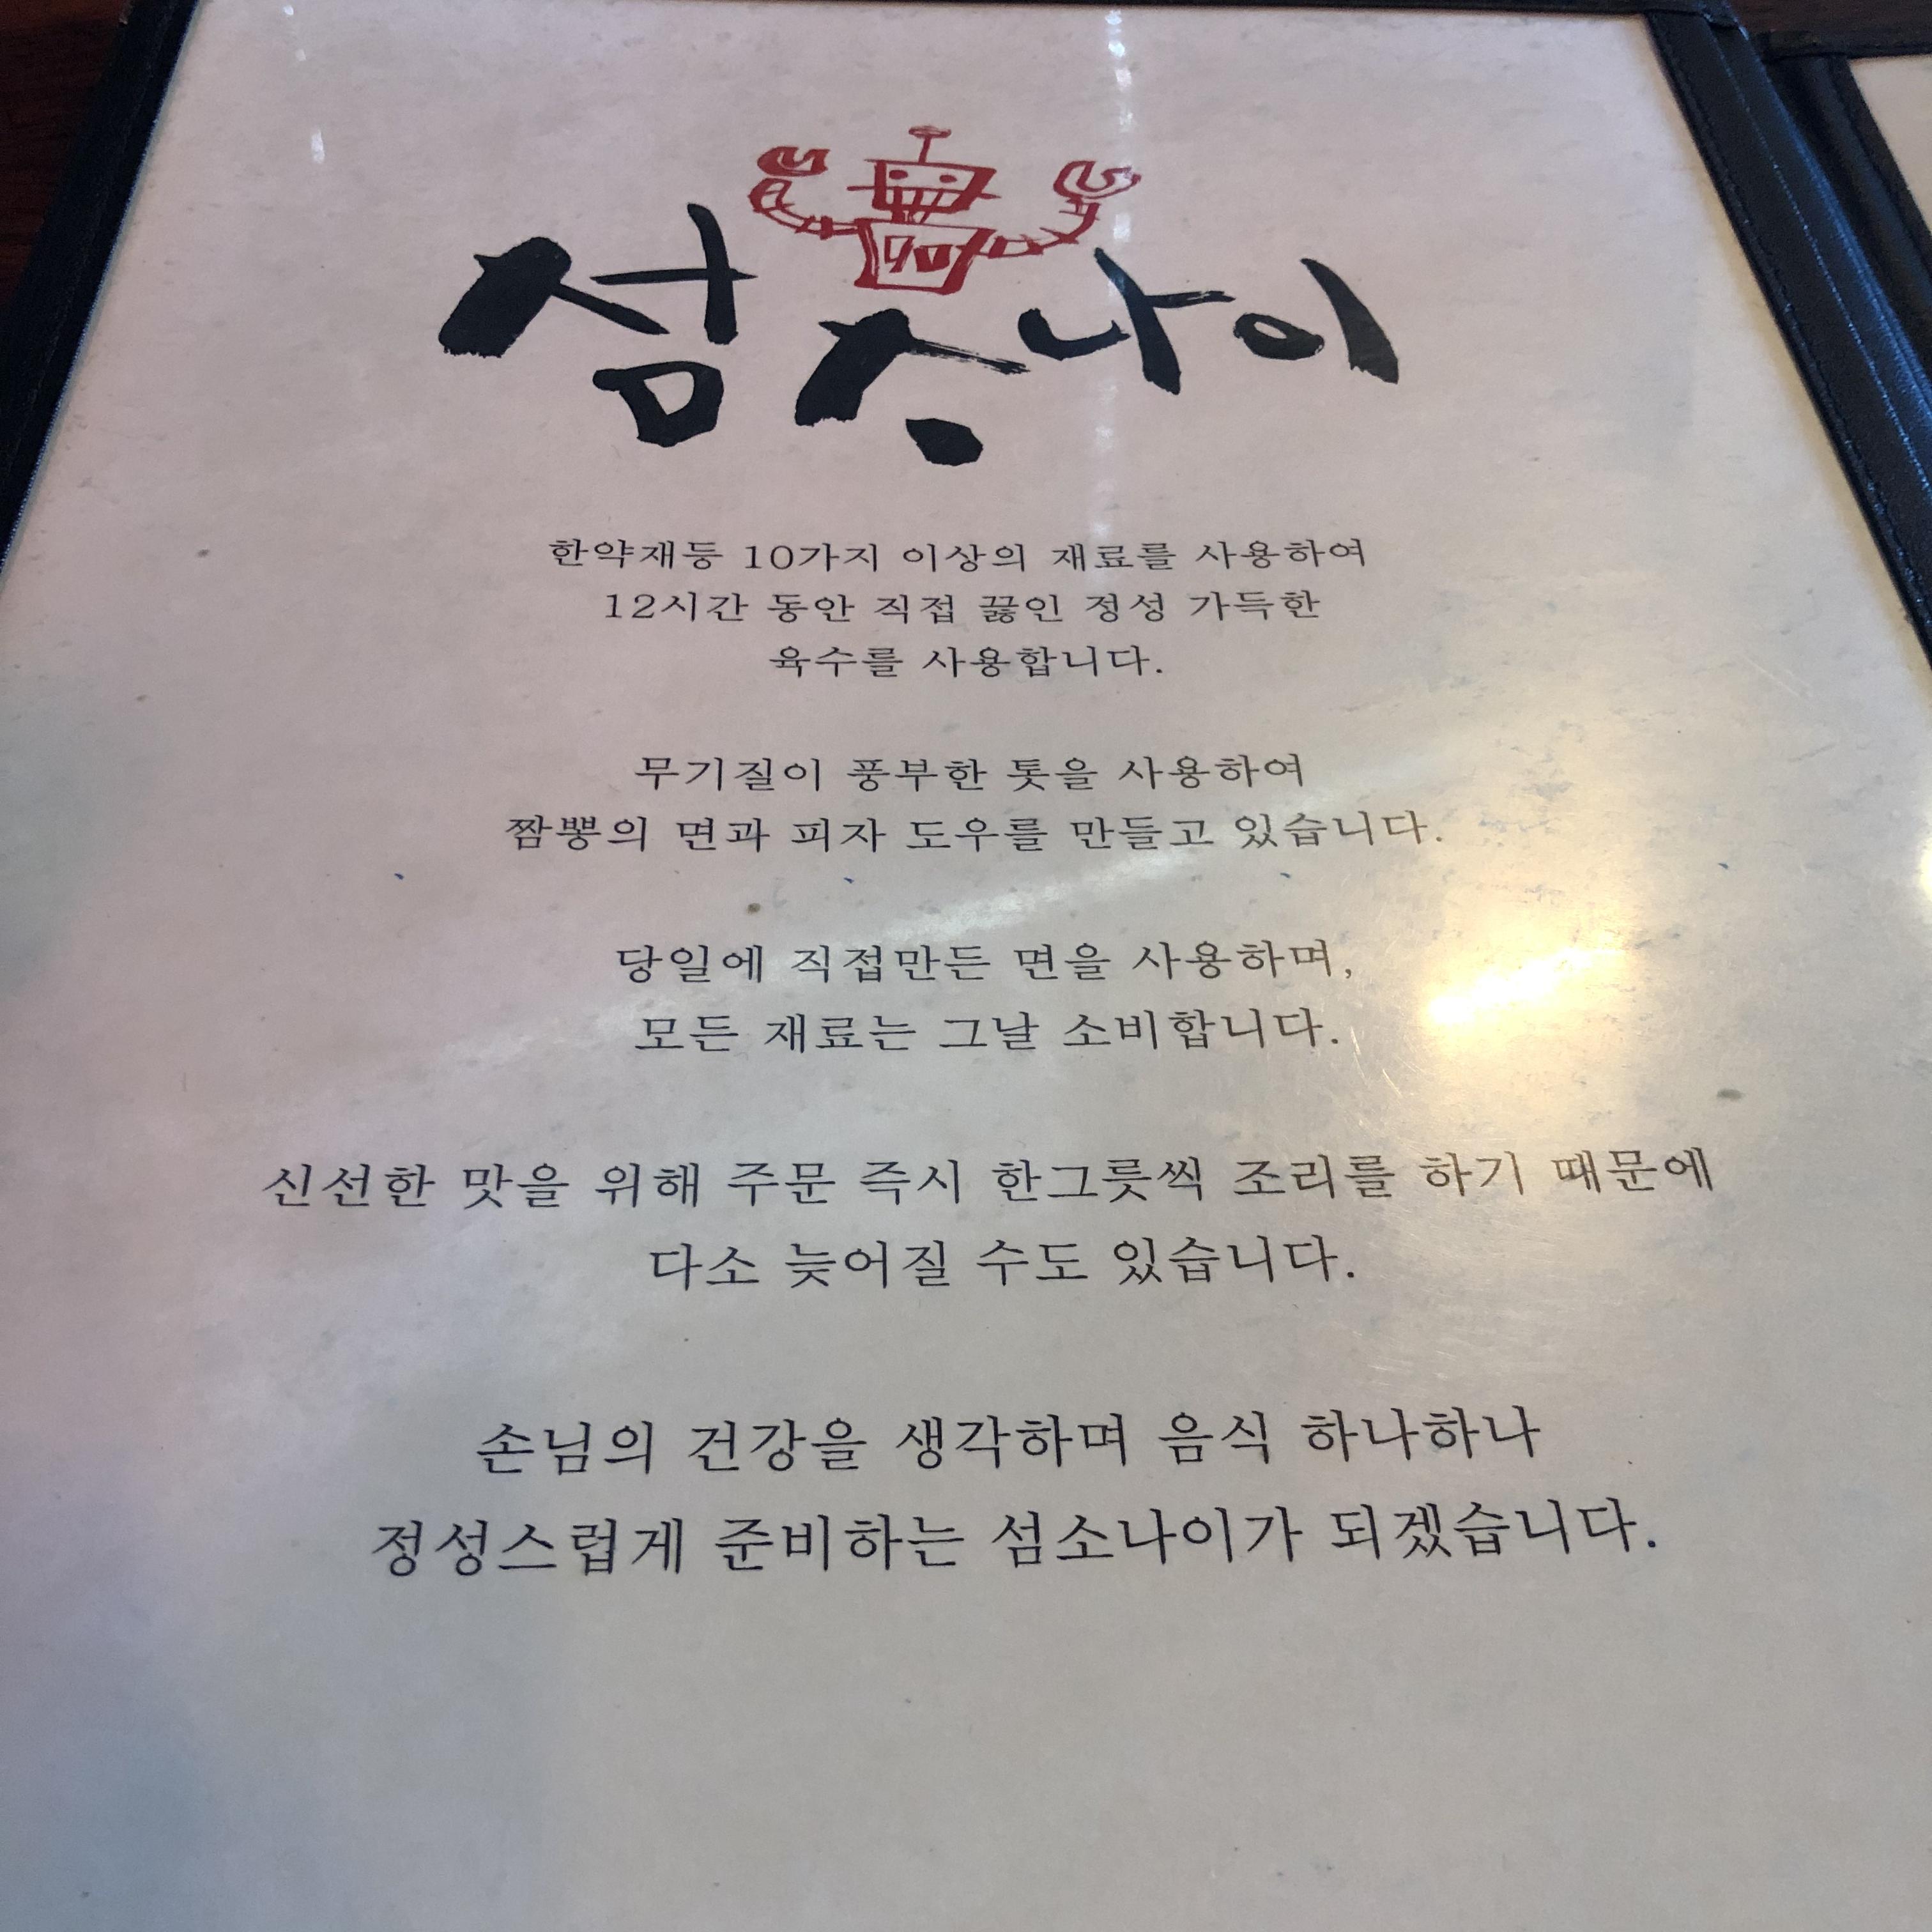 섬소나이
한약재등 10가지 이상의 재료를 사용하여
12시간 동안 직접 끓인 정성 가득한
육수를 사용합니다.
무기질이 풍부한 톳을 사용하여
짬뽕의 면과 피자 도우를 만들고 있습니다.
당일에 직접만든 면을 사용하며,
모든 재료는 그날 소비합니다.
신선한 맛을 위해 주문 즉시 한그릇씩 조리를 하기 때문에
다소 늦어질 수도 있습니다.
손님의 건강을 생각하며 음식 하나하나
정성스럽게 준비하는 섬소나이가 되겠습니다.